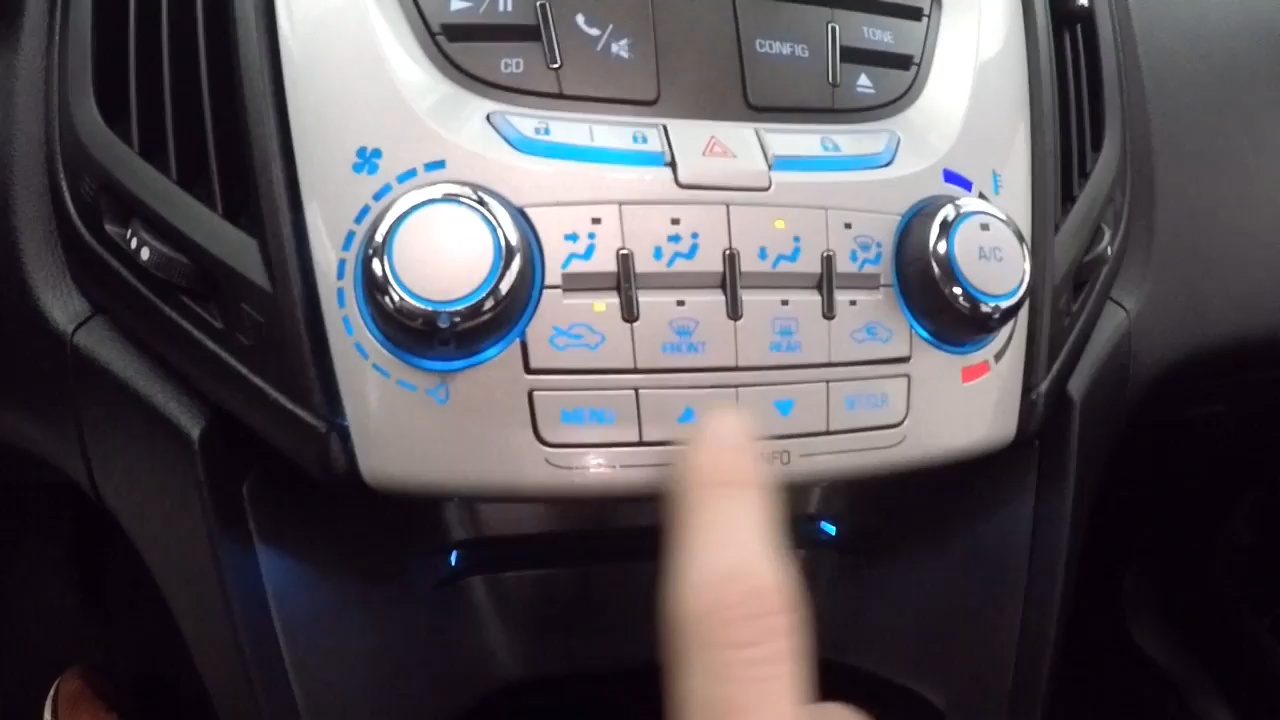 CD
CONFIG
TONE
A/C
FRONT
REAR
MENU